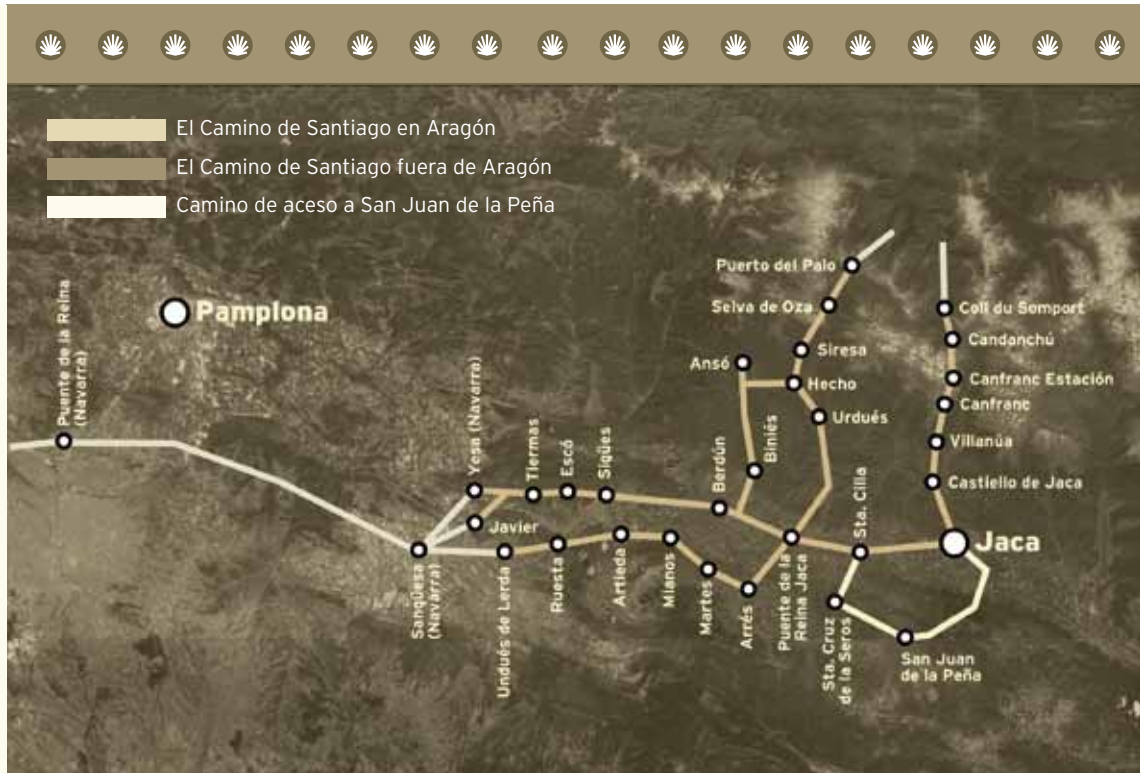 El Camino de Santiago en Aragón
El Camino de Santiago fuera de Aragón
Camino de aceso a San Juan de la Peña
Puente de la Reina
(Navarra)
Pamplona
Puerto del Palo
Selva de Oza
Siresa
Ansó
Hecho
Urdués
Biniés
Coll du Somport
Candanchú
Canfranc Estación
Canfranc
Villanúa
Castiello de Jaca
Jaca
Yesa (Navarra)
Tiermas
Escó
Sigües
Berdún
Sta. Cilia
Javier
Sangüesa
(Navarra)
Undués de Lerda
Ruesta
Artieda
Mianos
Martes
Arrés
Puente de la
Reina Jaca
Sta. Cruz
de la Seros
San Juan
de la Peña